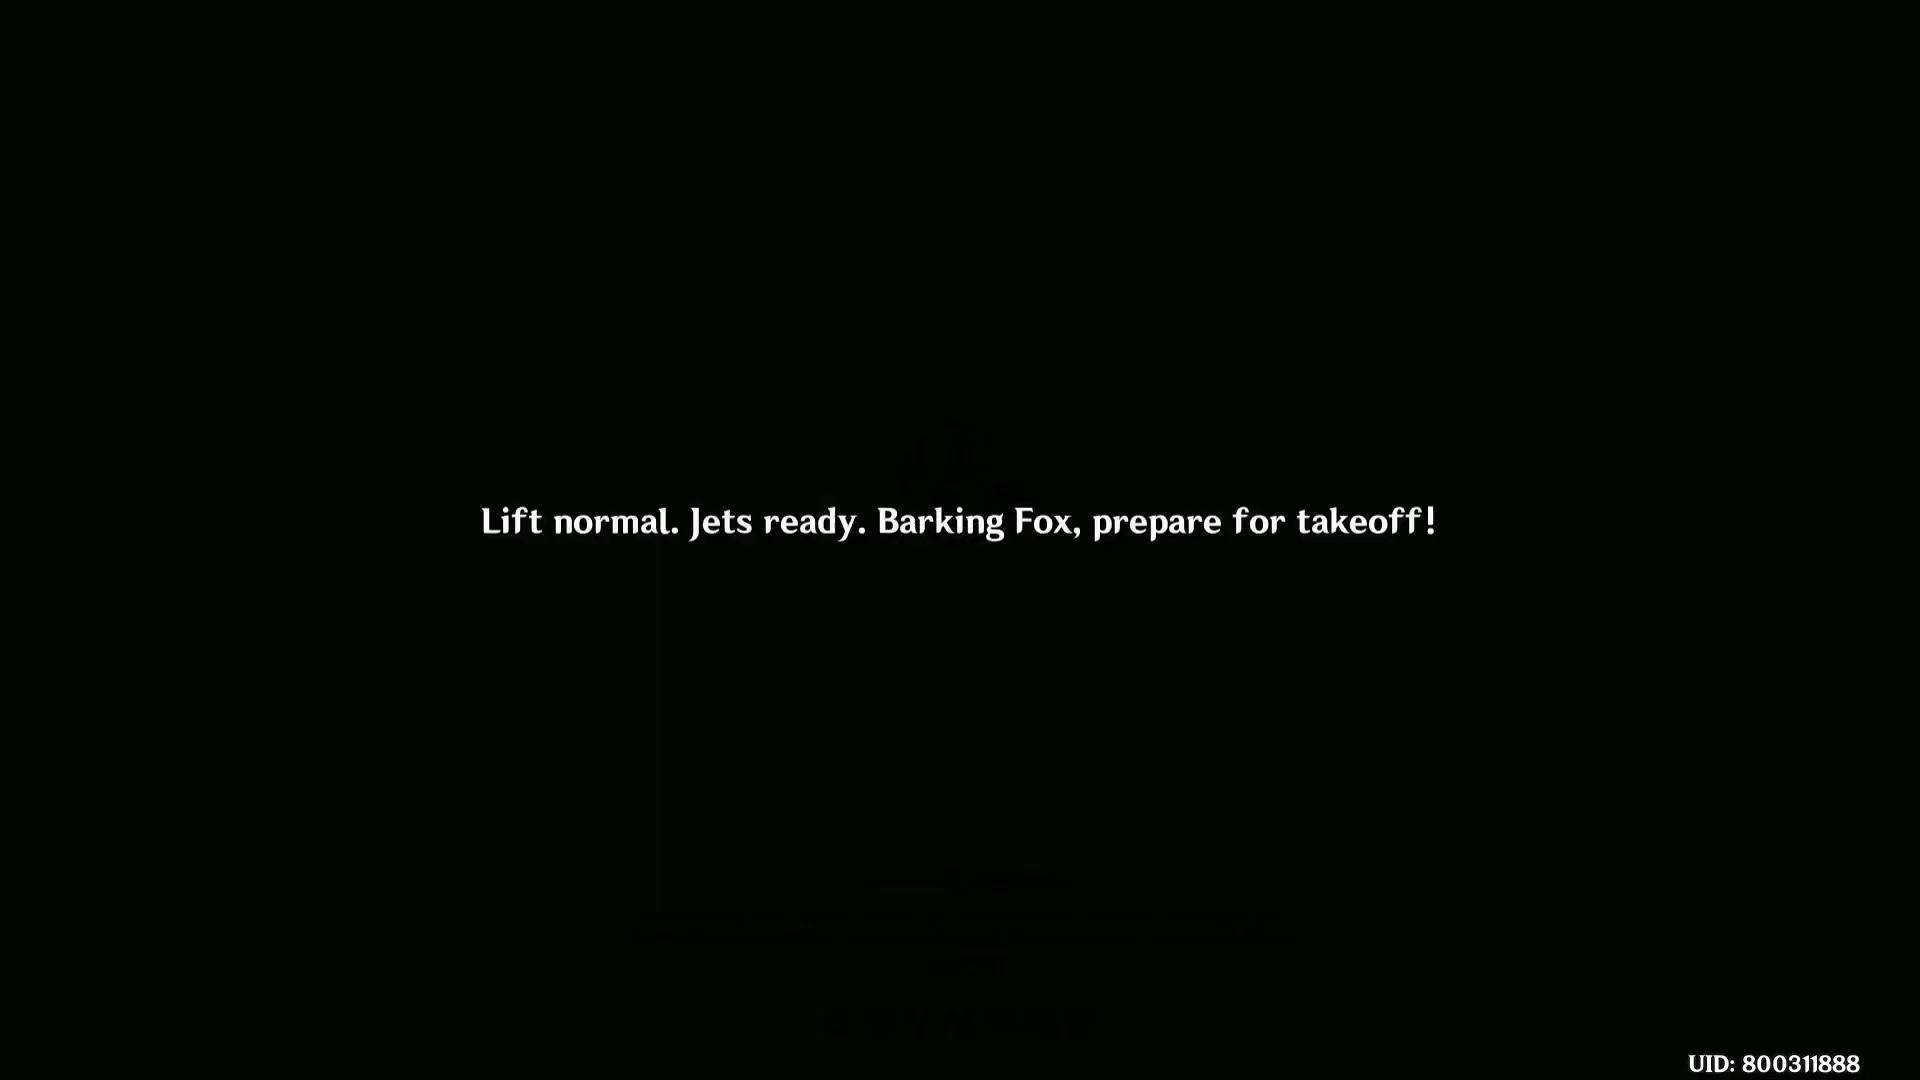 Lift normal. Jets ready. Barking Fox, prepare for takeoff!
UID: 800311888